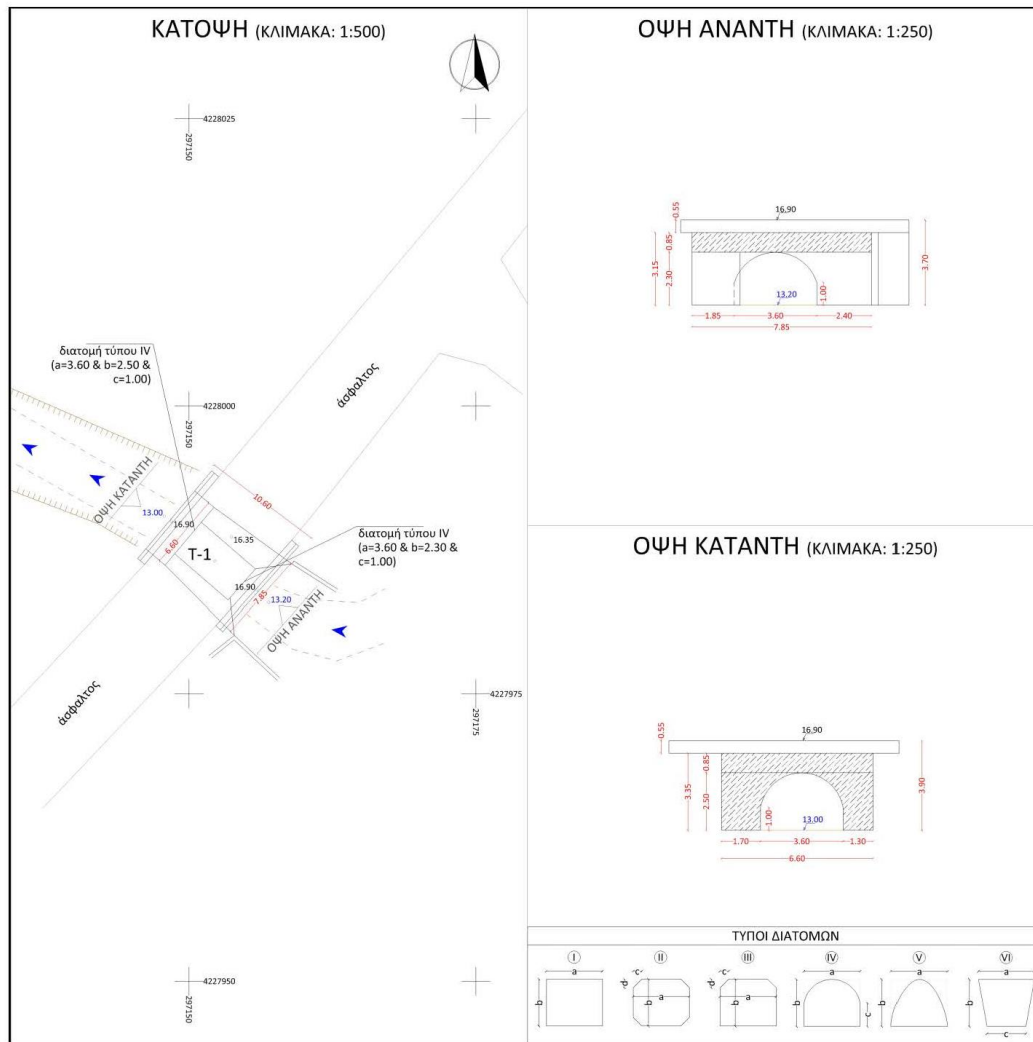 ΚΑΤΟΨΗ (ΚΛΙΜΑΚΑ: 1:500)
4228025
297150
διατομή τύπου IV
(a=3.60 & b=2.50 &
c=1.00)
άσφαλτος
4228000
297150
ΟΨΗ ΚΑΤΑΝΤΗ
13.00
16.90
6.60
T-1
16.35
10.60
διατομή τύπου IV
(a=3.60 & b=2.30 &
c=1.00)
16.90
7.85
13.20
ΟΨΗ ΑΝΑΝΤΗ
άσφαλτος
4227975
297175
4227950
297150
ΟΨΗ ΑΝΑΝΤΗ (ΚΛΙΜΑΚΑ: 1:250)
16.90
0.55
0.85
3.15
2.30
3.70
13.20
1.00
1.85
3.60
2.40
7.85
ΟΨΗ ΚΑΤΑΝΤΗ (ΚΛΙΜΑΚΑ: 1:250)
16.90
0.55
0.85
3.35
2.50
3.90
1.00
13.00
1.70
3.60
1.30
6.60
ΤΥΠΟΙ ΔΙΑΤΟΜΩΝ
I II III IV V VI
a c c a a a
b d b a d b a b c b b c